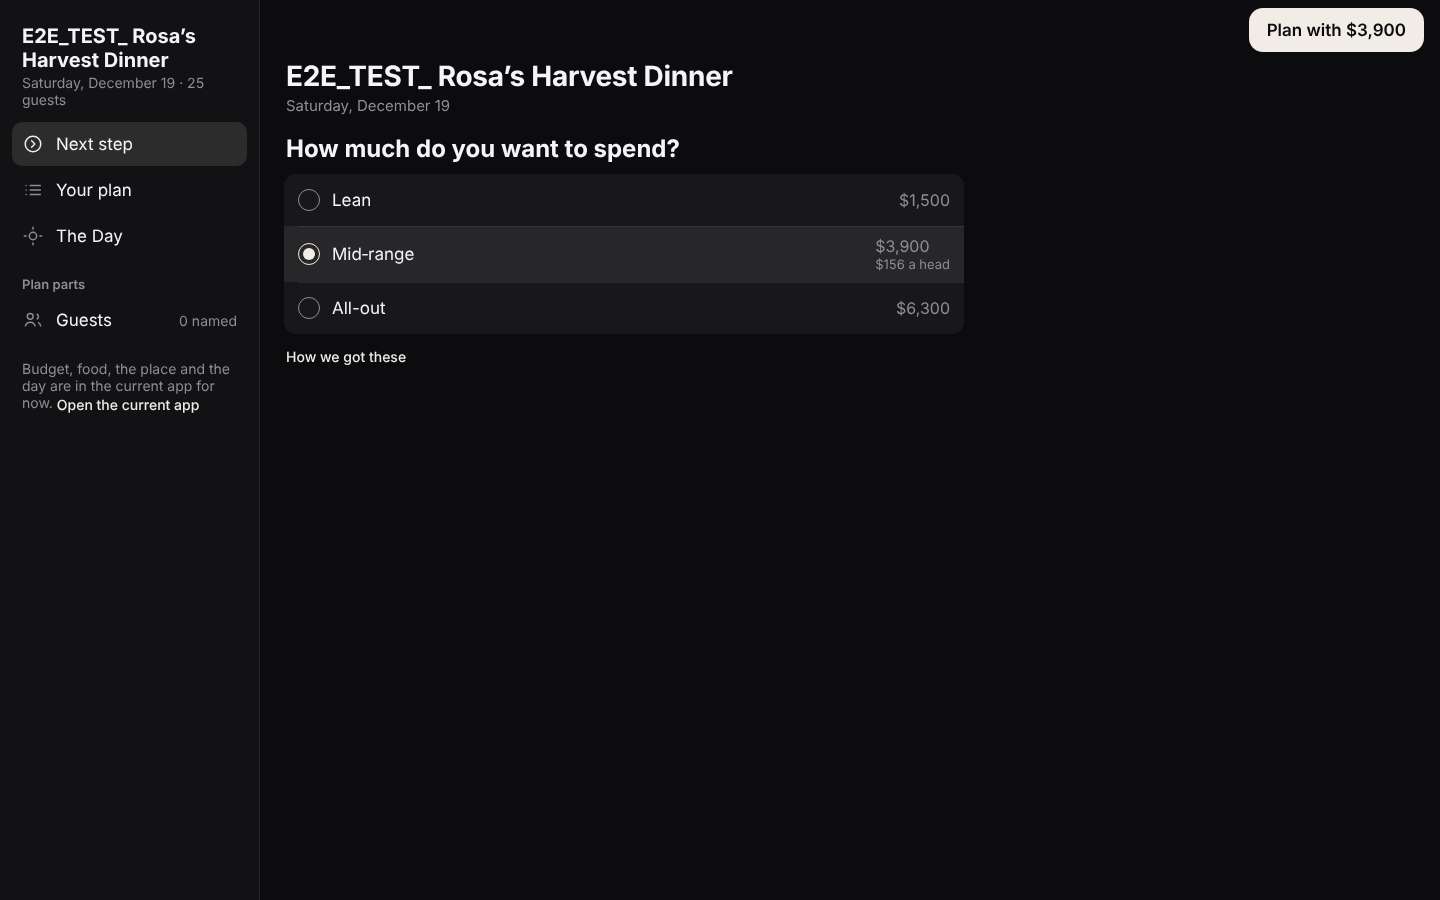 E2E_TEST_ Rosa’s
Harvest Dinner
Saturday, December 19 · 25
guests
Next step
Your plan
The Day
Plan parts
Guests
0 named
Budget, food, the place and the
day are in the current app for
now. Open the current app
Plan with $3,900
E2E_TEST_ Rosa’s Harvest Dinner
Saturday, December 19
How much do you want to spend?
Lean
$1,500
Mid-range
$3,900
$156 a head
All-out
$6,300
How we got these